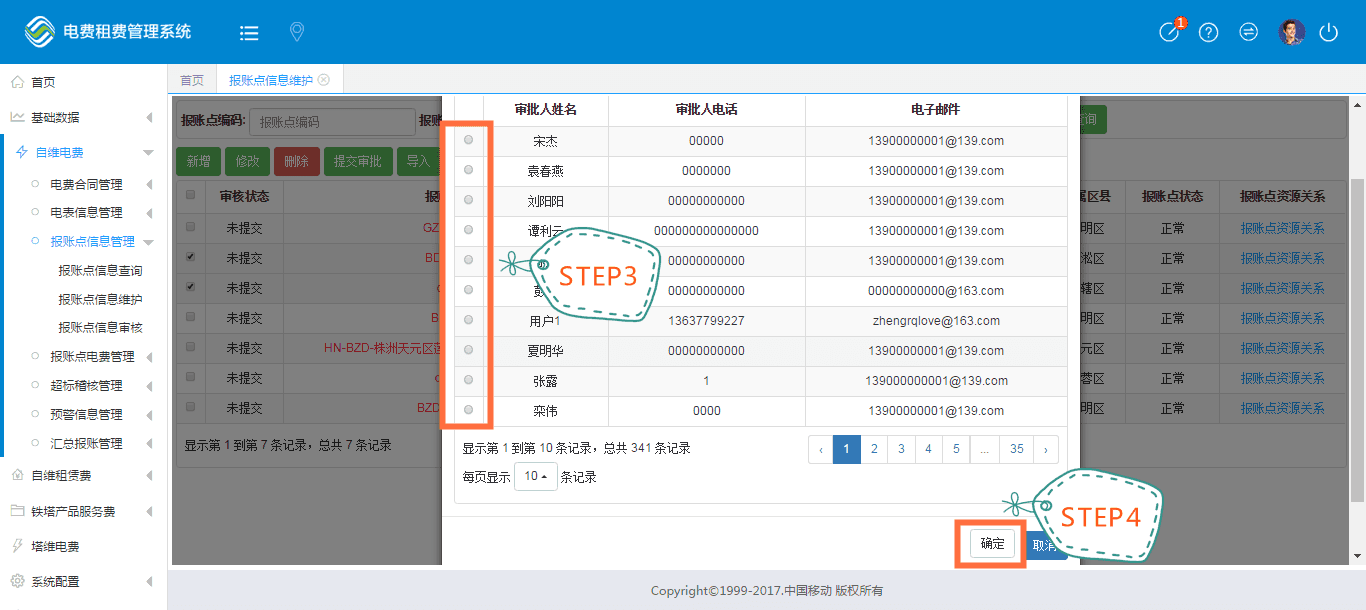 电费租费管理系统
1
首页
基础数据
自维电费
电费合同管理
电表信息管理
报账点信息管理
报账点信息查询
报账点信息维护
报账点信息审核
报账点电费管理
超标稽核管理
预警信息管理
汇总报账管理
自维租赁费
铁塔产品服务费
塔维电费
系统配置
首页 报账点信息维护
报账点编码: 报账点编码 报账 询
新增 修改 删除 提交审批 导入
审核状态 报 属区县 报账点状态 报账点资源关系
未提交 GZ 明区 正常 报账点资源关系
未提交 BD 淞区 正常 报账点资源关系
未提交 辖区 正常 报账点资源关系
未提交 B 明区 正常 报账点资源关系
未提交 HN-BZD-株洲天元区 元区 正常 报账点资源关系
未提交 蓉区 正常 报账点资源关系
未提交 BZD 明区 正常 报账点资源关系
显示第 1 到第 7 条记录，总共 7 条记录
审批人姓名 审批人电话 电子邮件
宋杰 00000 13900000001@139.com
袁春燕 0000000 13900000001@139.com
刘阳阳 00000000000 13900000001@139.com
谭利云 000000000000000 13900000001@139.com
00000000000 13900000001@139.com
彭 00000000000 00000000000@163.com
用户1 13637799227 zhengrqlove@163.com
夏明华 00000000000 13900000001@139.com
张露 1 139000000001@139.com
栾伟 0000 13900000001@139.com
STEP3
显示第 1 到第 10 条记录，总共 341 记录
‹ 1 2 3 4 5 ... 35 ›
每页显示 10 条记录
STEP4
确定 取消
Copyright©1999-2017.中国移动 版权所有